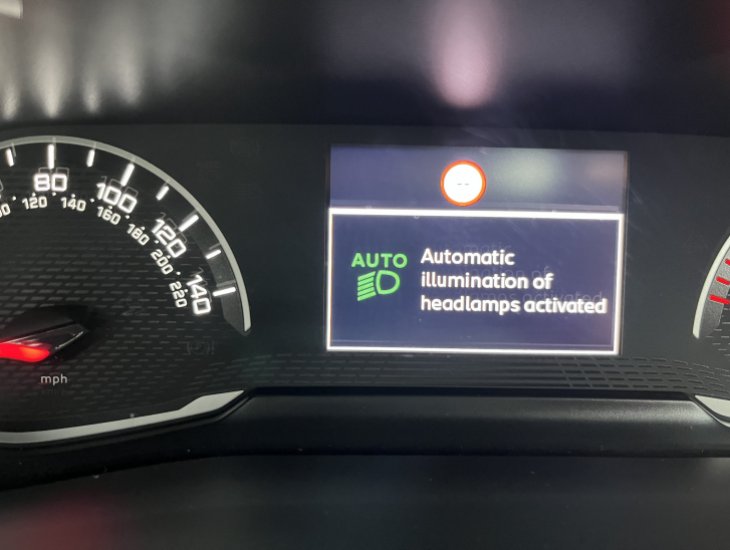 80
100
120
140
120
140
160
180
200
220
mph
--
AUTO
Automatic
illumination of
headlamps activated